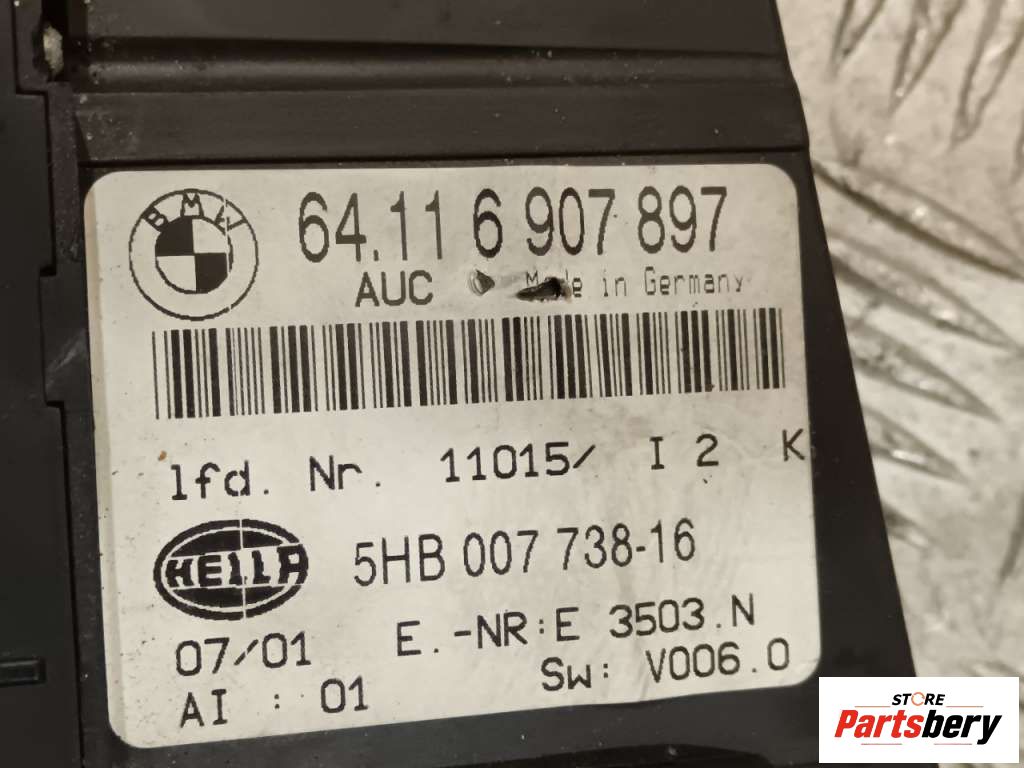 BMW
64.11 6 907 897
AUC Made in Germany
lfd. Nr. 11015/ I 2 K
HELLA 5HB 007 738-16
07/01 E.-NR:E 3503.N
AI : 01 Sw: V006.0
STORE
Partsbery